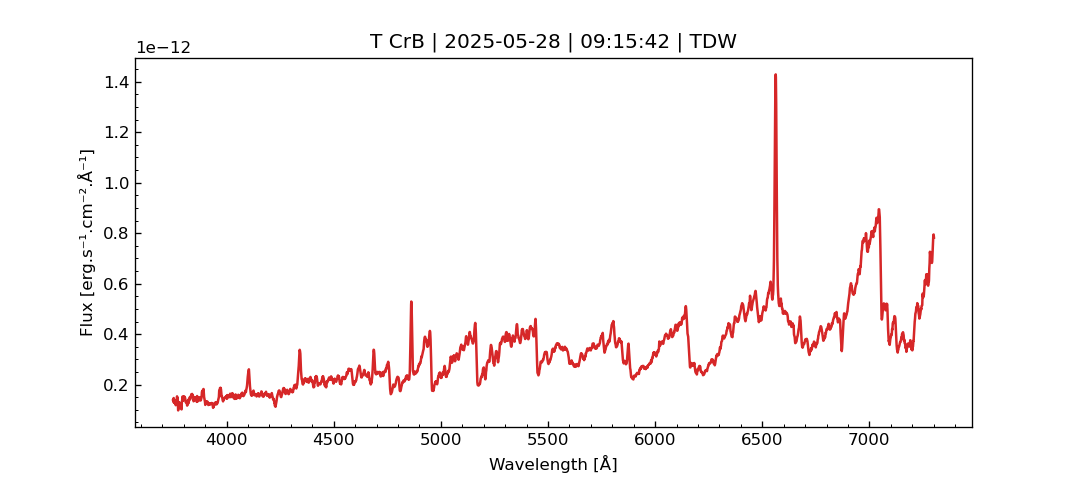 T CrB | 2025-05-28 | 09:15:42 | TDW
1e−12
1.4
1.2
1.0
0.8
0.6
0.4
0.2
Flux [erg.s⁻¹.cm⁻².Å⁻¹]
4000 4500 5000 5500 6000 6500 7000
Wavelength [Å]